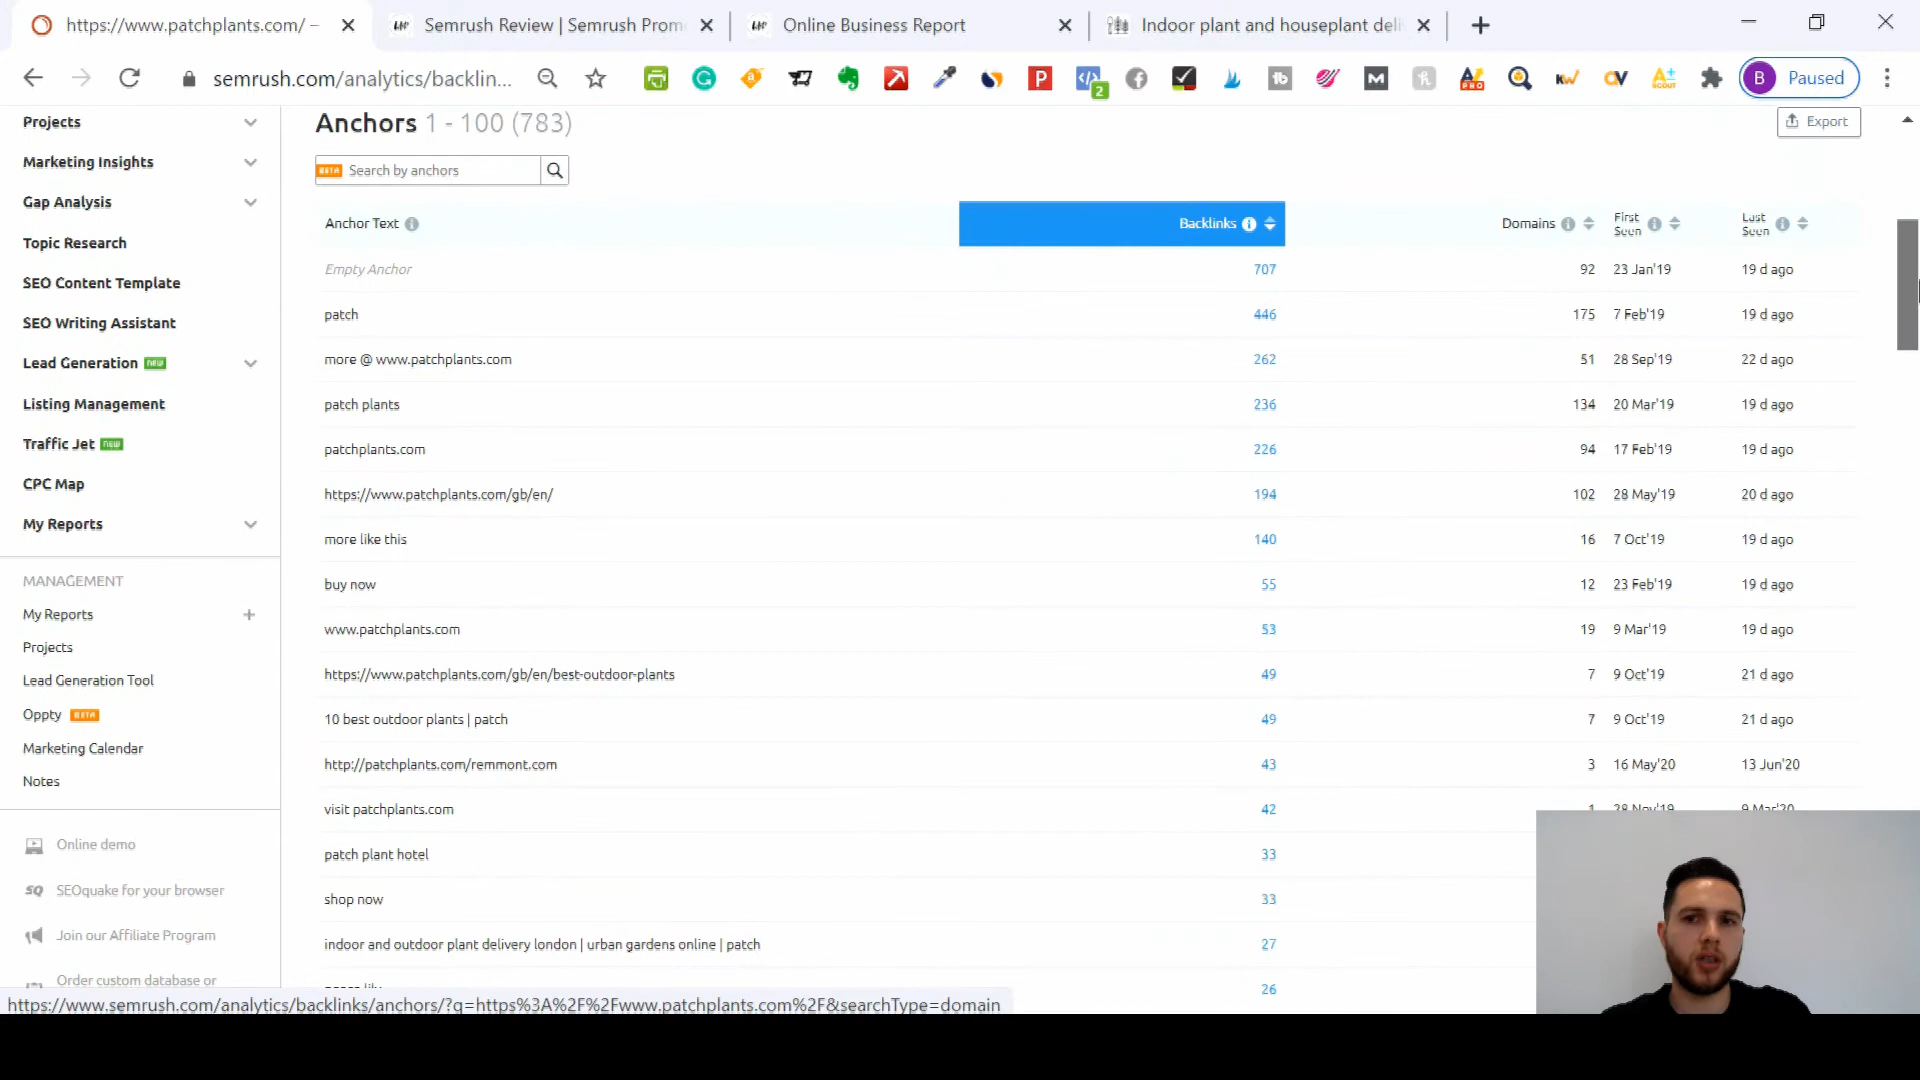 https://www.patchplants.com/ –
Semrush Review | Semrush Prom
Online Business Report
Indoor plant and houseplant deli
semrush.com/analytics/backlin...
2
B Paused
Projects
Marketing Insights
Gap Analysis
Topic Research
SEO Content Template
SEO Writing Assistant
Lead Generation NEW
Listing Management
Traffic Jet NEW
CPC Map
My Reports
MANAGEMENT
My Reports
Projects
Lead Generation Tool
Oppty BETA
Marketing Calendar
Notes
Online demo
SEOquake for your browser
Join our Affiliate Program
Order custom database or
Anchors 1 - 100 (783)
Export
BETA Search by anchors
Anchor Text Backlinks Domains First Seen Last Seen
Empty Anchor 707 92 23 Jan'19 19 d ago
patch 446 175 7 Feb'19 19 d ago
more @ www.patchplants.com 262 51 28 Sep'19 22 d ago
patch plants 236 134 20 Mar'19 19 d ago
patchplants.com 226 94 17 Feb'19 19 d ago
https://www.patchplants.com/gb/en/ 194 102 28 May'19 20 d ago
more like this 140 16 7 Oct'19 19 d ago
buy now 55 12 23 Feb'19 19 d ago
www.patchplants.com 53 19 9 Mar'19 19 d ago
https://www.patchplants.com/gb/en/best-outdoor-plants 49 7 9 Oct'19 21 d ago
10 best outdoor plants | patch 49 7 9 Oct'19 21 d ago
http://patchplants.com/remmont.com 43 3 16 May'20 13 Jun'20
visit patchplants.com 42 1 28 Nov'19 9 Mar'20
patch plant hotel 33
shop now 33
indoor and outdoor plant delivery london | urban gardens online | patch 27
26
https://www.semrush.com/analytics/backlinks/anchors/?q=https%3A%2F%2Fwww.patchplants.com%2F&searchType=domain